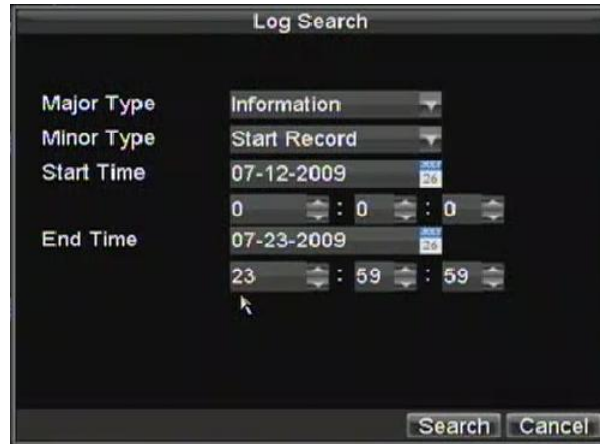 Log Search
Major Type Information
Minor Type Start Record
Start Time 07-12-2009
0 : 0 : 0
End Time 07-23-2009
23 : 59 : 59
Search Cancel